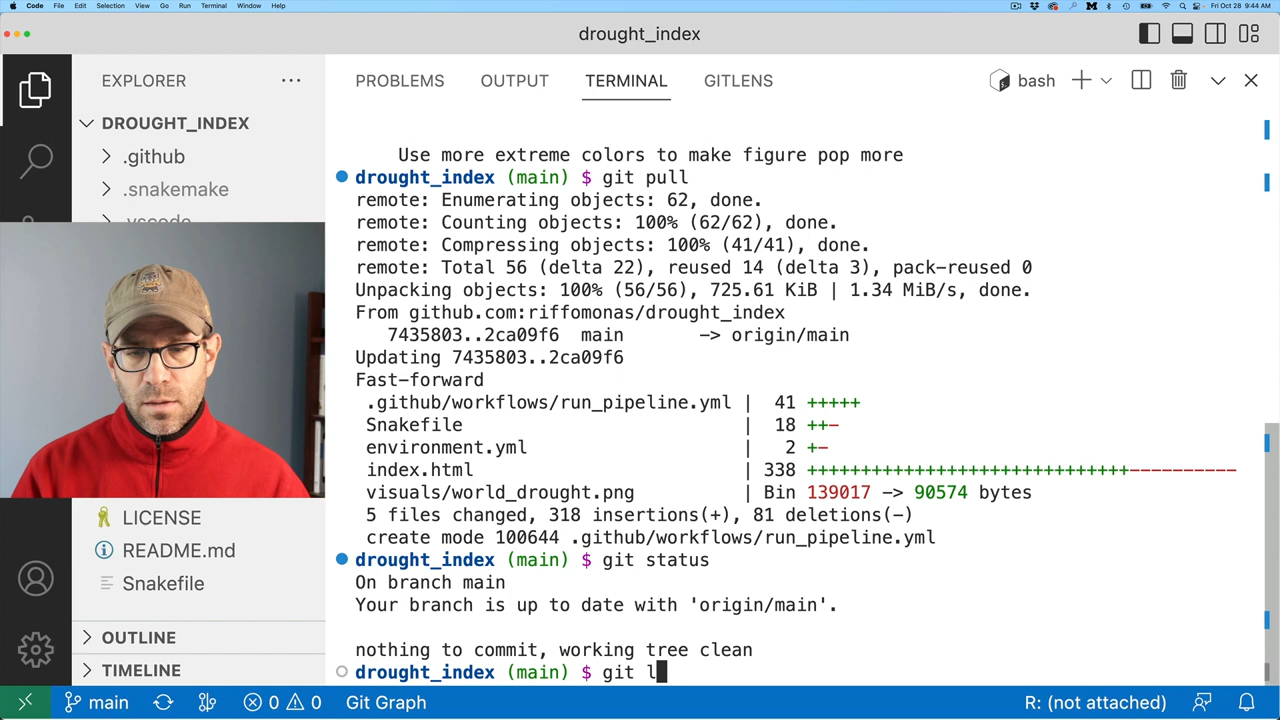 Code File Edit Selection View Go Run Terminal Window Help
Fri Oct 28 9:44 AM
drought_index
EXPLORER
DROUGHT_INDEX
.github
.snakemake
.vscode
LICENSE
README.md
Snakefile
OUTLINE
TIMELINE
PROBLEMS OUTPUT TERMINAL GITLENS
bash
Use more extreme colors to make figure pop more
drought_index (main) $ git pull
remote: Enumerating objects: 62, done.
remote: Counting objects: 100% (62/62), done.
remote: Compressing objects: 100% (41/41), done.
remote: Total 56 (delta 22), reused 14 (delta 3), pack-reused 0
Unpacking objects: 100% (56/56), 725.61 KiB | 1.34 MiB/s, done.
From github.com:riffomonas/drought_index
7435803..2ca09f6 main -> origin/main
Updating 7435803..2ca09f6
Fast-forward
.github/workflows/run_pipeline.yml | 41 +++++
Snakefile | 18 ++-
environment.yml | 2 +-
index.html | 338 ++++++++++++++++++++++++++++++----------
visuals/world_drought.png | Bin 139017 -> 90574 bytes
5 files changed, 318 insertions(+), 81 deletions(-)
create mode 100644 .github/workflows/run_pipeline.yml
drought_index (main) $ git status
On branch main
Your branch is up to date with 'origin/main'.
nothing to commit, working tree clean
drought_index (main) $ git l
main 0 0 Git Graph
R: (not attached)